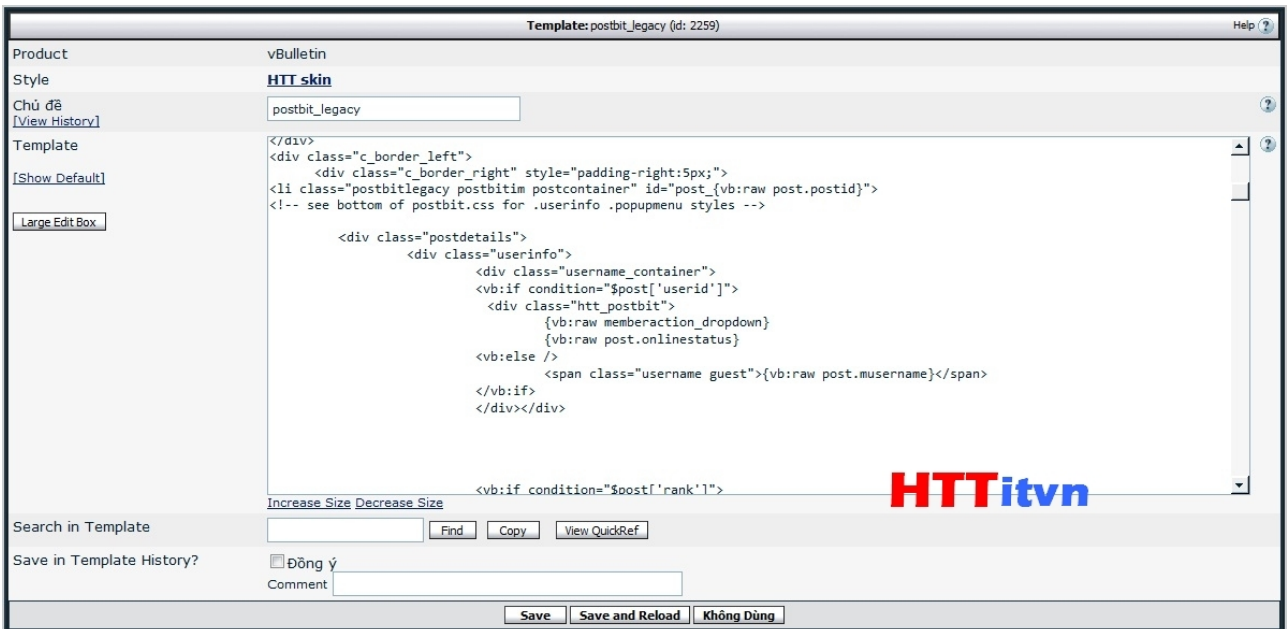 Template: postbit_legacy (id: 2259) Help ?
Product vBulletin
Style HTT skin
Chủ đề
[View History]
postbit_legacy ?
Template ?
[Show Default]
Large Edit Box
</div>
<div class="c_border_left">
<div class="c_border_right" style="padding-right:5px;">
<li class="postbitlegacy postbitim postcontainer" id="post_{vb:raw post.postid}">
<!-- see bottom of postbit.css for .userinfo .popupmenu styles -->
<div class="postdetails">
<div class="userinfo">
<div class="username_container">
<vb:if condition="$post['userid']">
<div class="htt_postbit">
{vb:raw memberaction_dropdown}
{vb:raw post.onlinestatus}
<vb:else />
<span class="username guest">{vb:raw post.musername}</span>
</vb:if>
</div></div>
<vb:if condition="$post['rank']">
HTTitvn
Increase Size Decrease Size
Search in Template Find Copy View QuickRef
Save in Template History? Đồng ý
Comment
Save Save and Reload Không Dùng